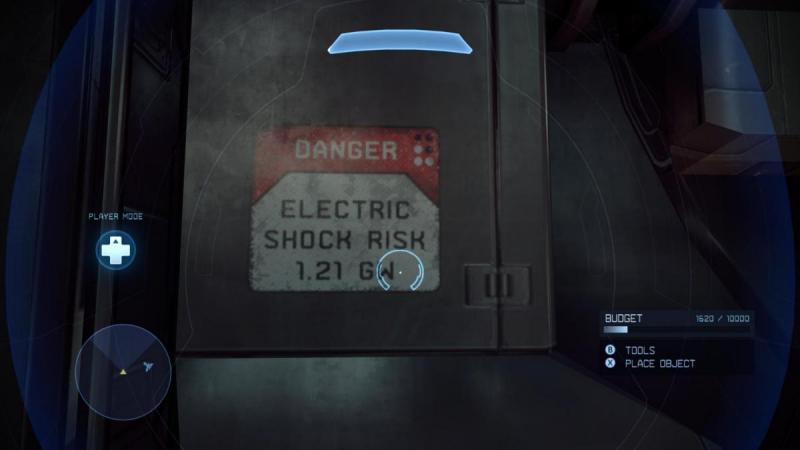 DANGER
ELECTRIC
SHOCK RISK
1.21 GW
PLAYER MODE
BUDGET 1620 / 10000
B TOOLS
X PLACE OBJECT